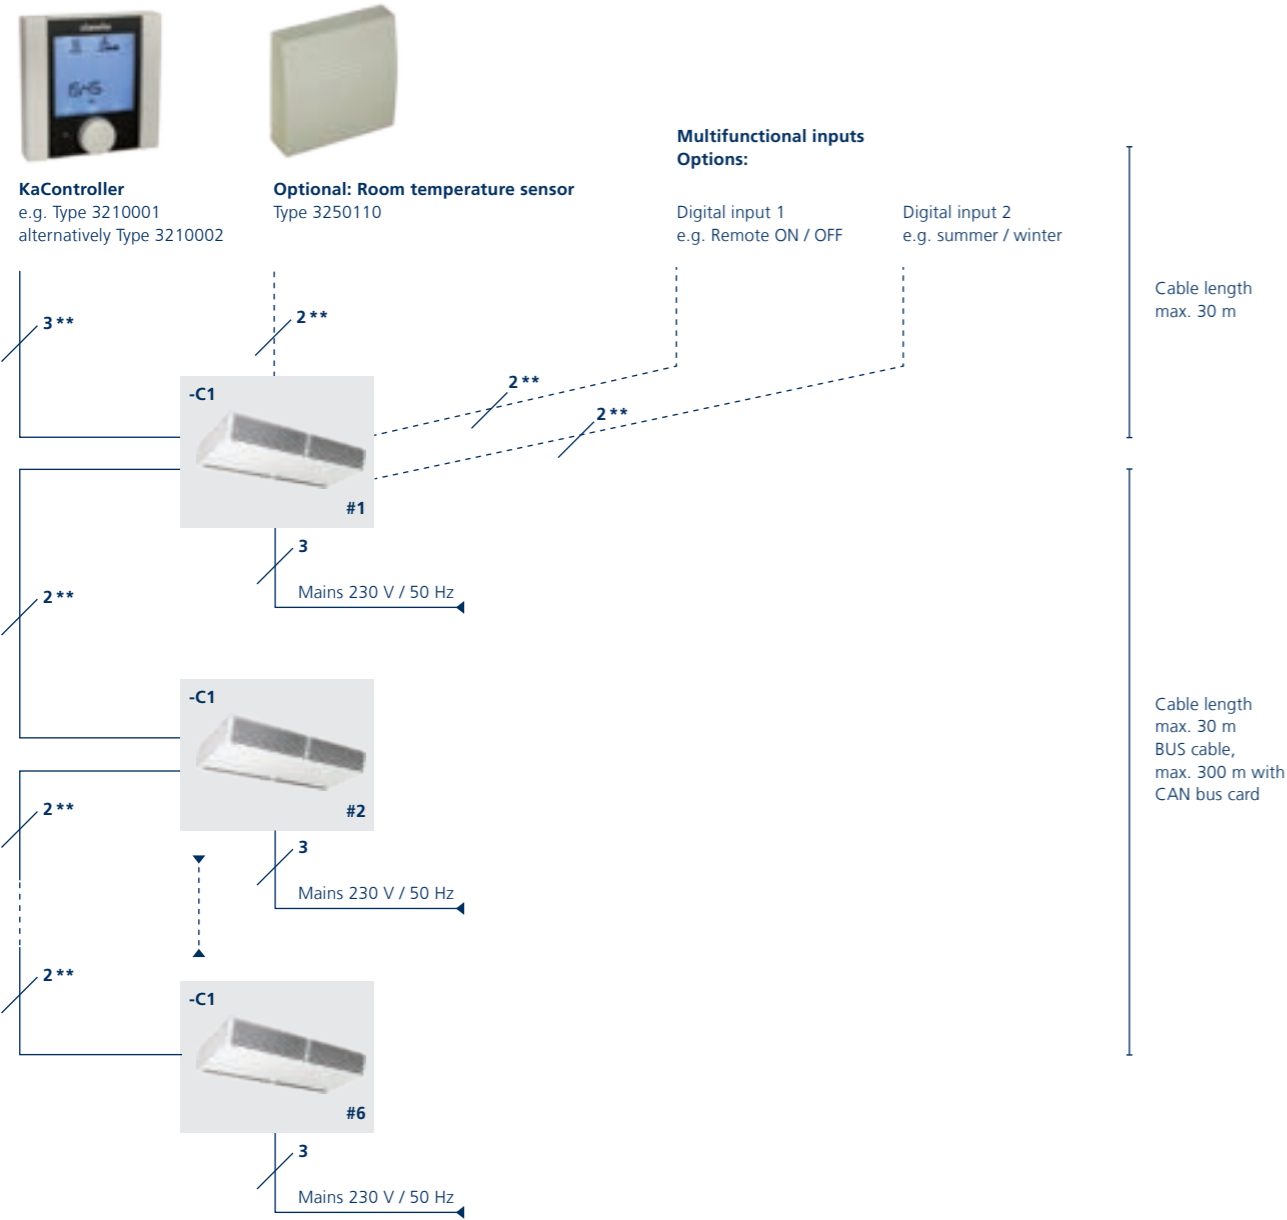 KaController
e.g. Type 3210001
alternatively Type 3210002
Optional: Room temperature sensor
Type 3250110
Multifunctional inputs
Options:
Digital input 1
e.g. Remote ON / OFF
Digital input 2
e.g. summer / winter
Cable length
max. 30 m
3**
2**
2**
2**
-C1
#1
3
Mains 230 V / 50 Hz
2**
-C1
#2
Cable length
max. 30 m
BUS cable,
max. 300 m with
CAN bus card
2**
3
Mains 230 V / 50 Hz
2**
-C1
#6
3
Mains 230 V / 50 Hz